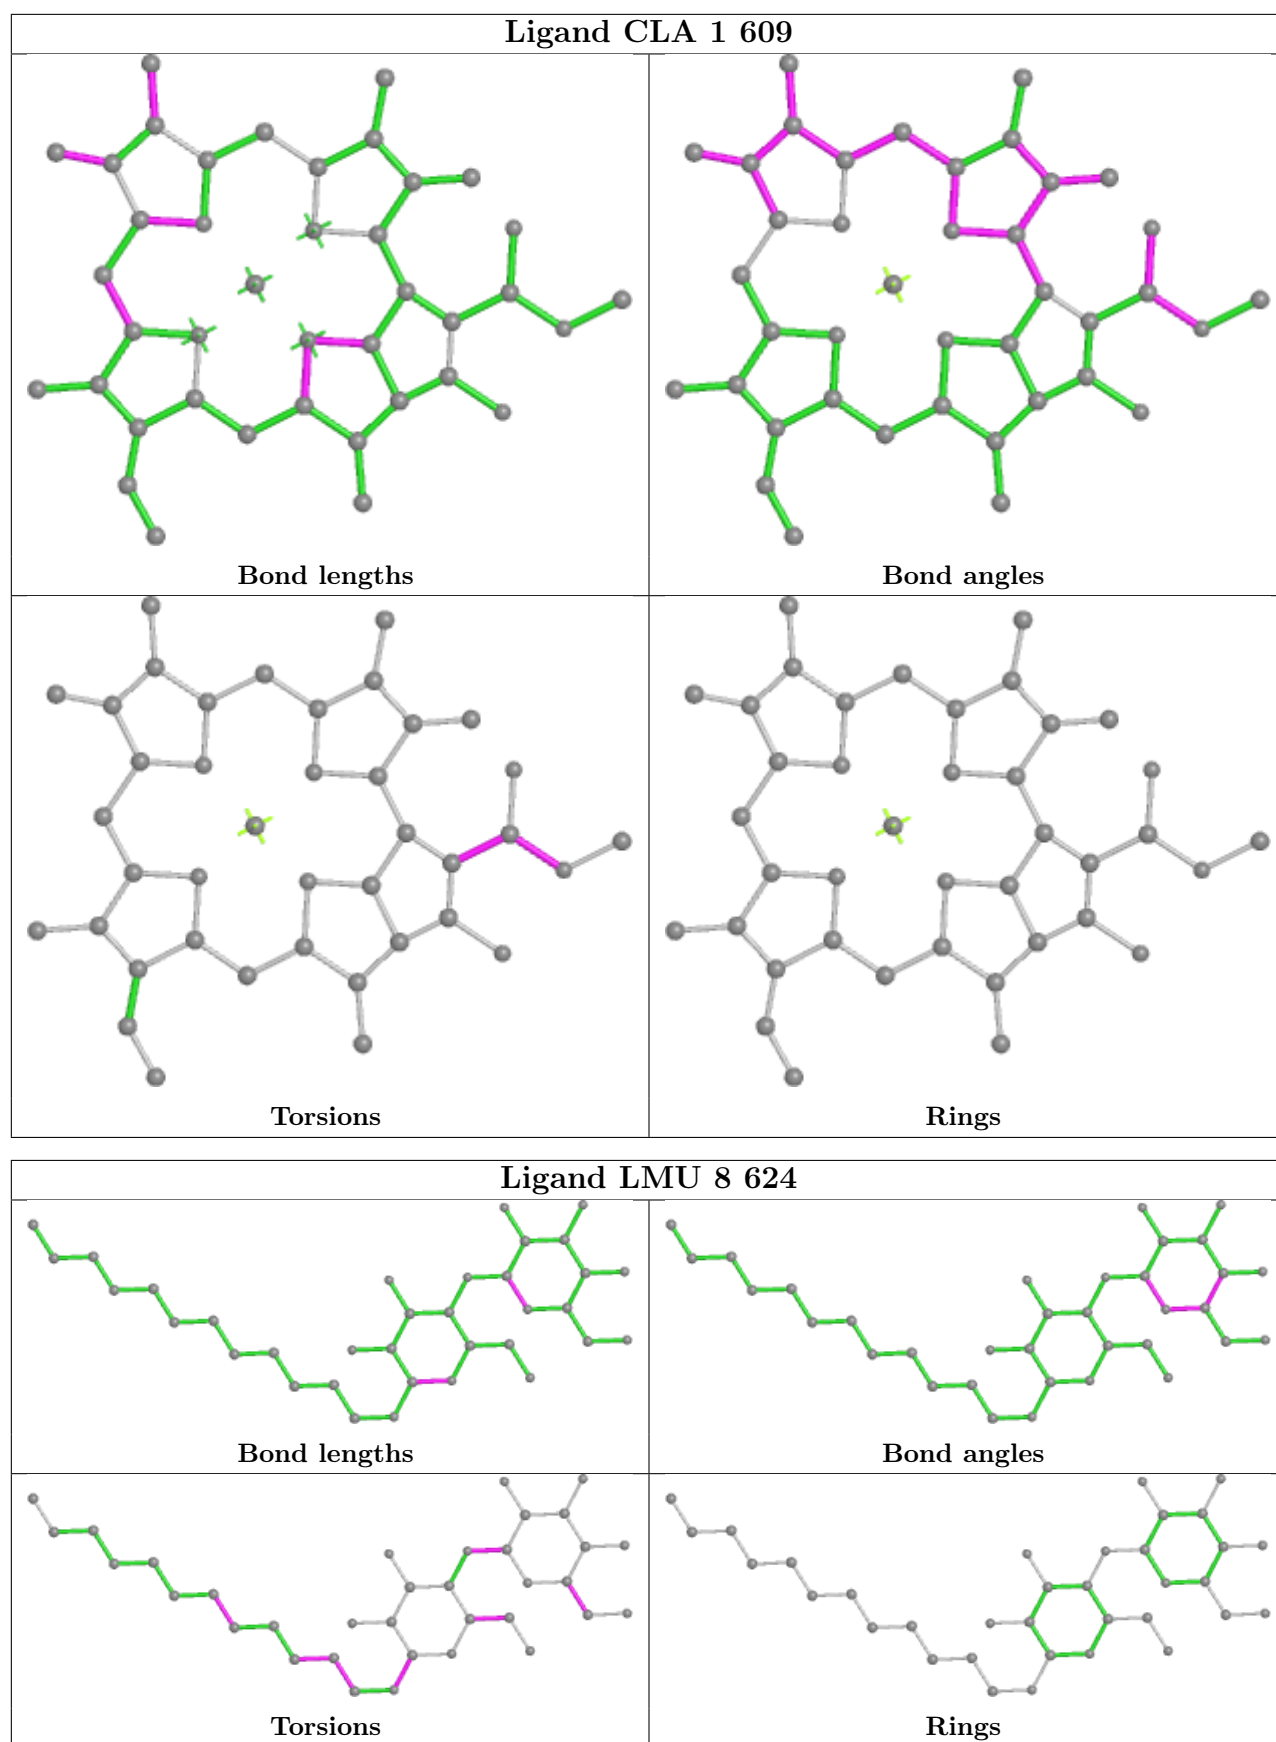 Ligand CLA 1 609
Bond lengths
Bond angles
Torsions
Rings
Ligand LMU 8 624
Bond lengths
Bond angles
Torsions
Rings